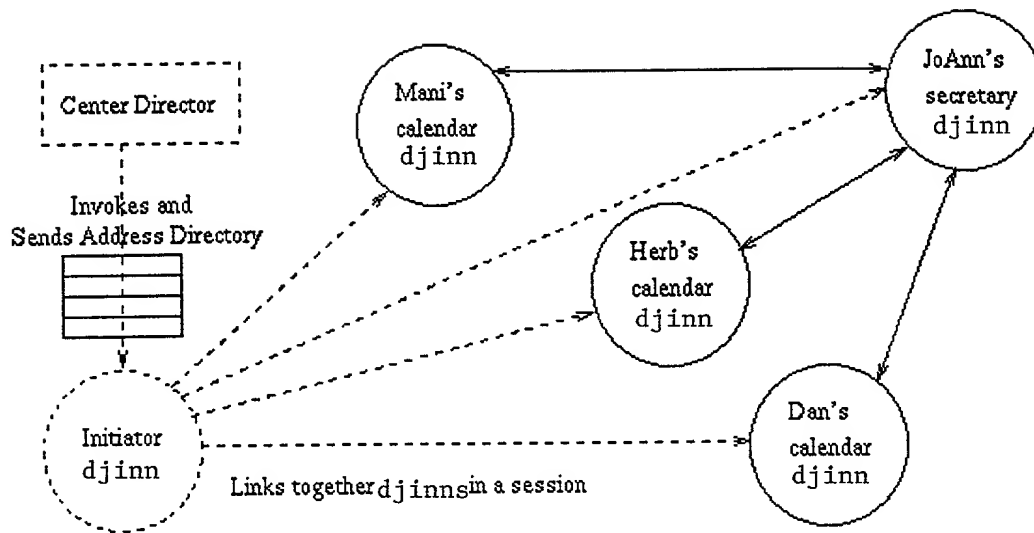 Center Director
Invokes and
Sends Address Directory
Initiator
djinn
Links together djinns in a session
Mani's
calendar
djinn
Herb's
calendar
djinn
Dan's
calendar
djinn
JoAnn's
secretary
djinn